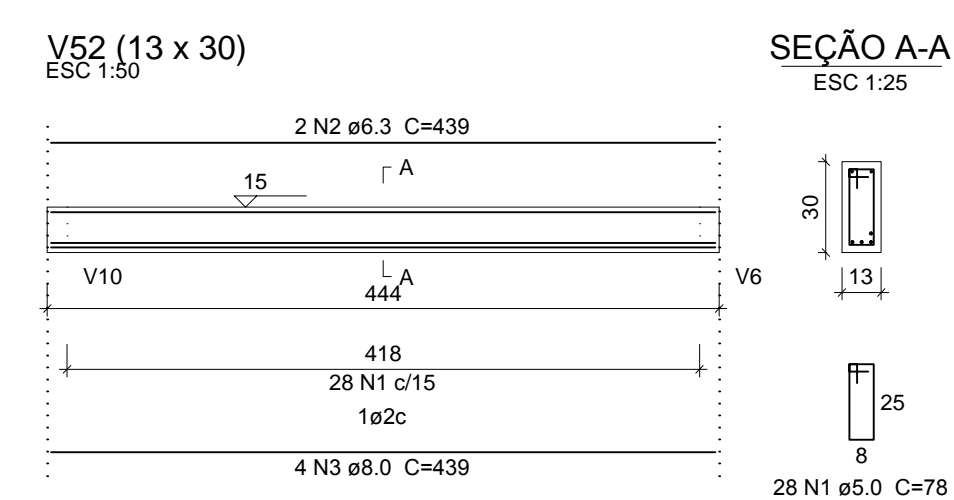 V52 (13 x 30)
ESC 1:50
SEÇÃO A-A
ESC 1:25
2 N2 ø6.3 C=439
A
15
30
V10
A
V6
13
444
418
28 N1 c/15
1ø2c
25
8
4 N3 ø8.0 C=439
28 N1 ø5.0 C=78